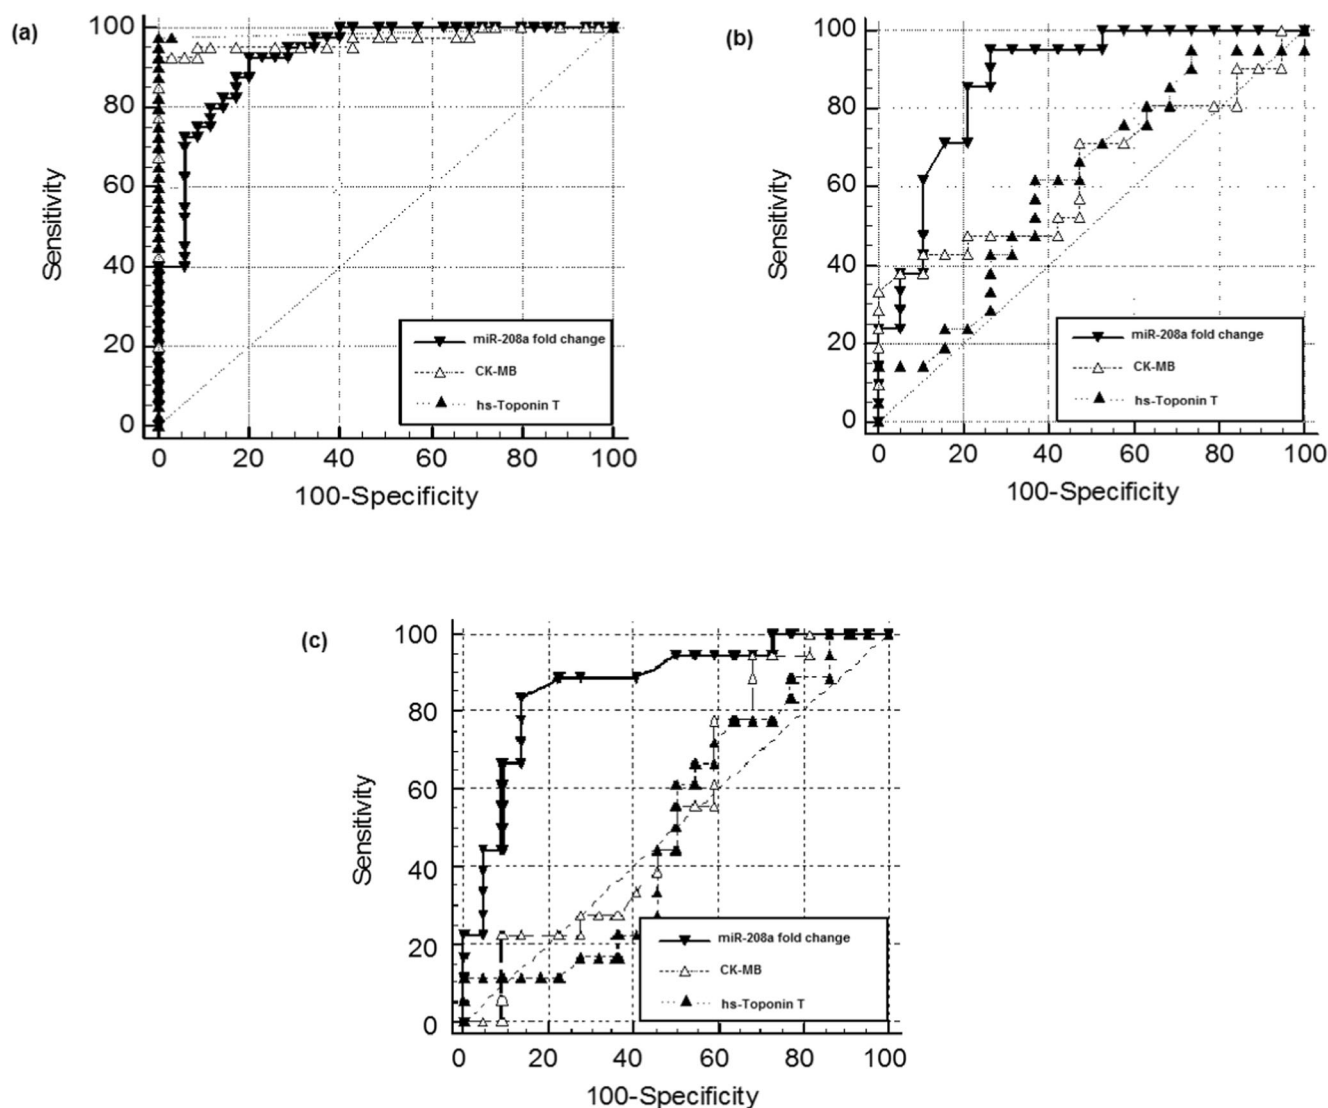 (a)
100
80
60
40
20
0
Sensitivity
miR-208a fold change
CK-MB
hs-Toponin T
0 20 40 60 80 100
100-Specificity
(b)
100
80
60
40
20
0
Sensitivity
miR-208a fold change
CK-MB
hs-Toponin T
0 20 40 60 80 100
100-Specificity
(c)
100
80
60
40
20
0
Sensitivity
miR-208a fold change
CK-MB
hs-Toponin T
0 20 40 60 80 100
100-Specificity